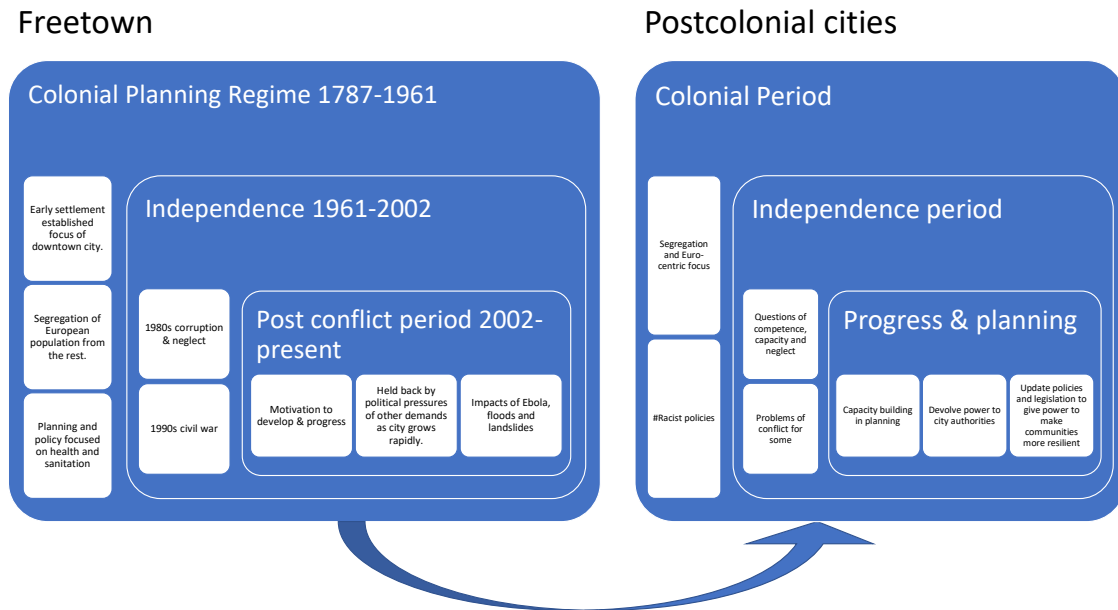 Freetown
Colonial Planning Regime 1787-1961
Early settlement
established
focus of
downtown city.
Segregation of
European
population from
the rest.
Planning and
policy focused
on health and
sanitation
Independence 1961-2002
1980s corruption
& neglect
1990s civil war
Post conflict period 2002-
present
Motivation to
develop & progress
Held back by
political pressures
of other demands
as city grows
rapidly.
Impacts of Ebola,
floods and
landslides
Postcolonial cities
Colonial Period
Segregation
and Euro-
centric focus
#Racist policies
Independence period
Questions of
competence,
capacity and
neglect
Problems of
conflict for
some
Progress & planning
Capacity building
in planning
Devolve power to
city authorities
Update policies
and legislation to
give power to
make
communities
more resilient